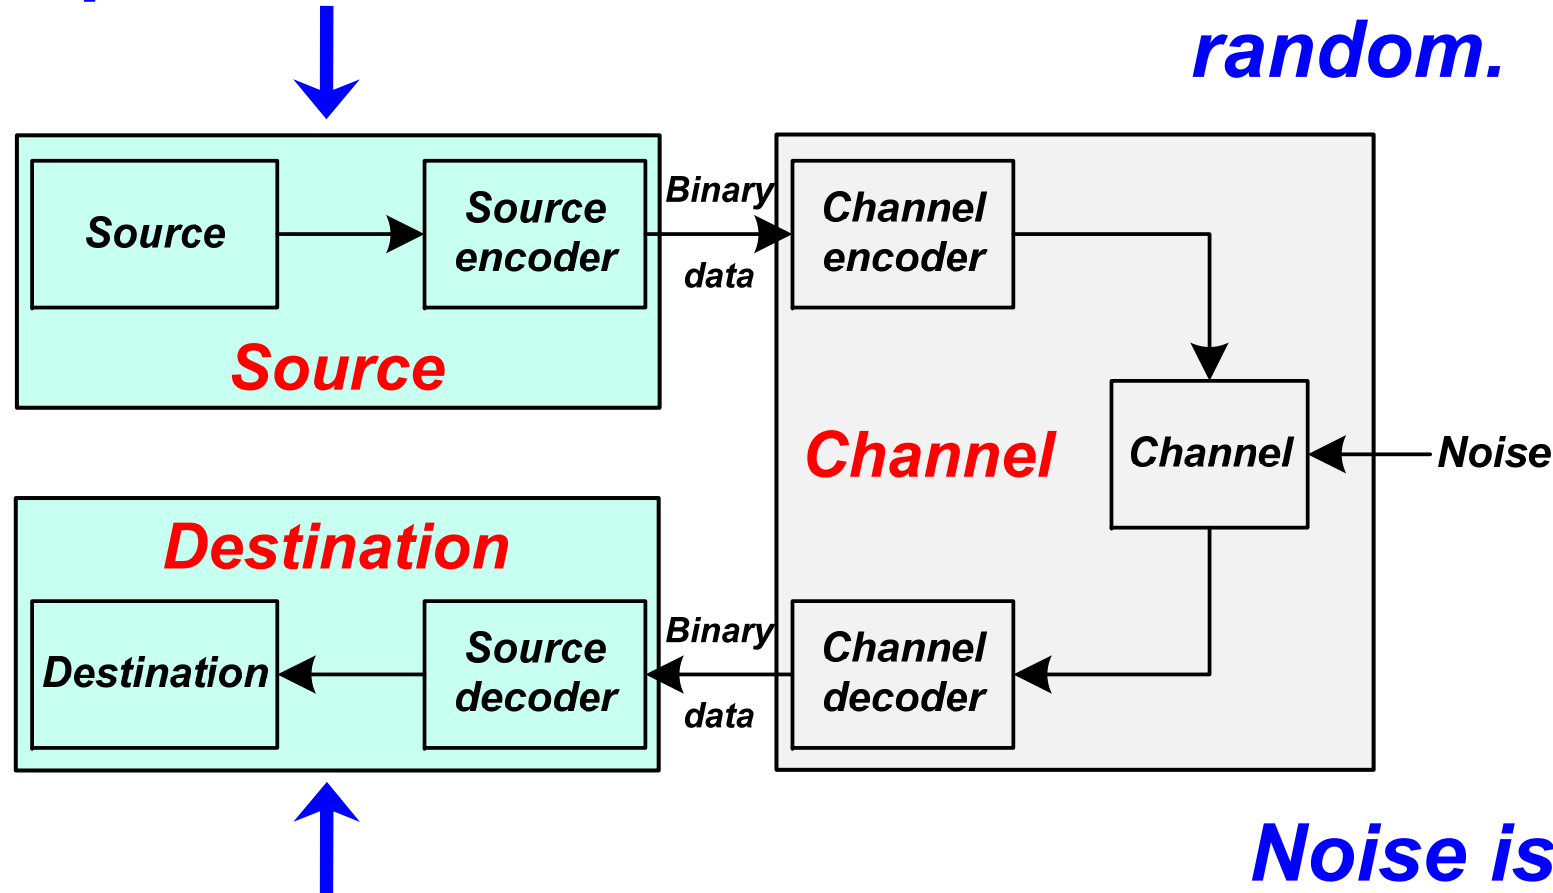 random.
Source
Source
encoder
Binary
data
Channel
encoder
Source
Channel
Channel
Noise
Destination
Destination
Source
decoder
Binary
data
Channel
decoder
Noise is